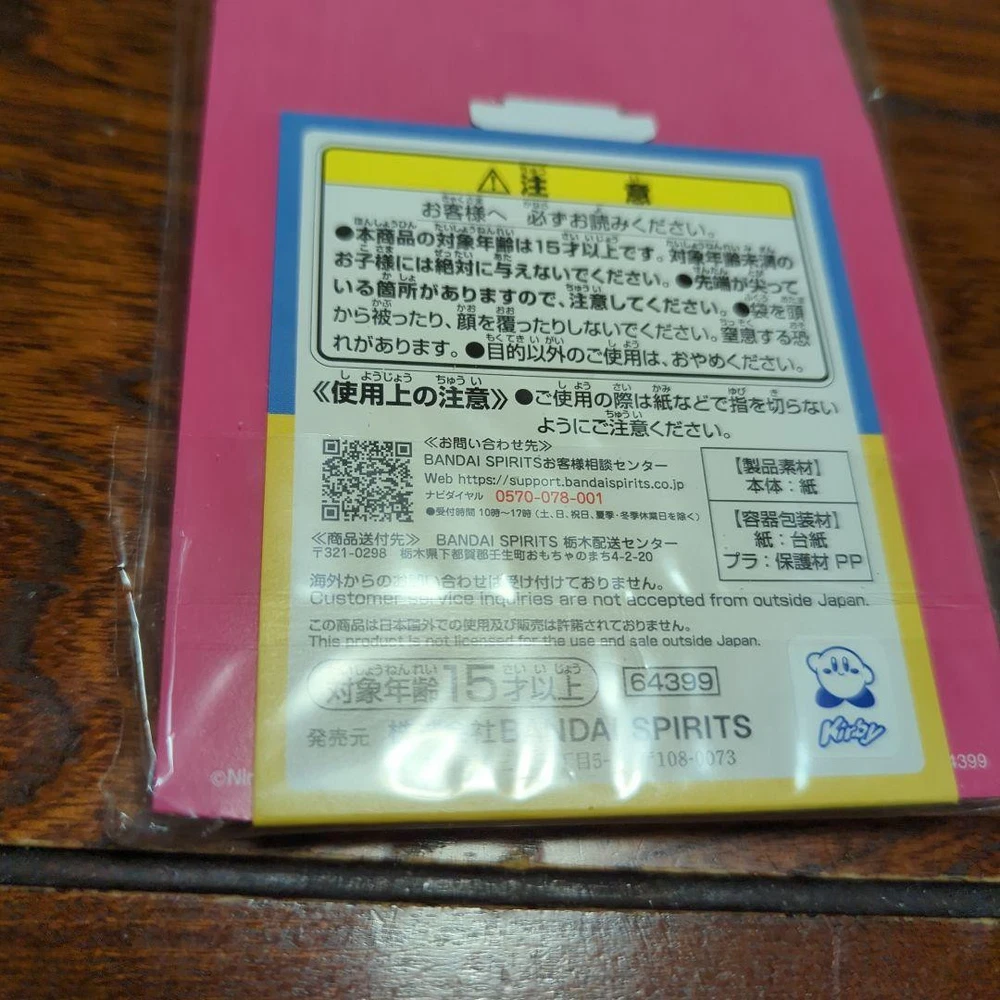 ⚠注 意
お客様へ 必ずお読みください。
●本商品の対象年齢は15才以上です。対象年齢未満の
お子様には絶対に与えないでください。●先端が尖って
いる箇所がありますので、注意してください。●袋を頭
から被ったり、顔を覆ったりしないでください。窒息する恐
れがあります。●目的以外のご使用は、おやめください。
《使用上の注意》●ご使用の際は紙などで指を切らない
ようにご注意ください。
≪お問い合わせ先≫
BANDAI SPIRITSお客様相談センター
Web https://support.bandaispirits.co.jp
ナビダイヤル 0570-078-001
●受付時間 10時〜17時(土、日、祝日、夏季・冬季休業日を除く)
【製品素材】
本体:紙
【容器包装材】
紙:台紙
プラ:保護材 PP
≪商品送付先≫ BANDAI SPIRITS 栃木配送センター
〒321-0298 栃木県下都賀郡壬生町おもちゃのまち4-2-20
海外からのお問い合わせは受け付けておりません。
Customer service inquiries are not accepted from outside Japan.
この商品は日本国外での使用及び販売は許諾されておりません。
This product is not licensed for the use and sale outside Japan.
対象年齢15才以上 64399
発売元 株式会社BANDAI SPIRITS
丁目5- 〒108-0073
Kirby
©Nin
4399